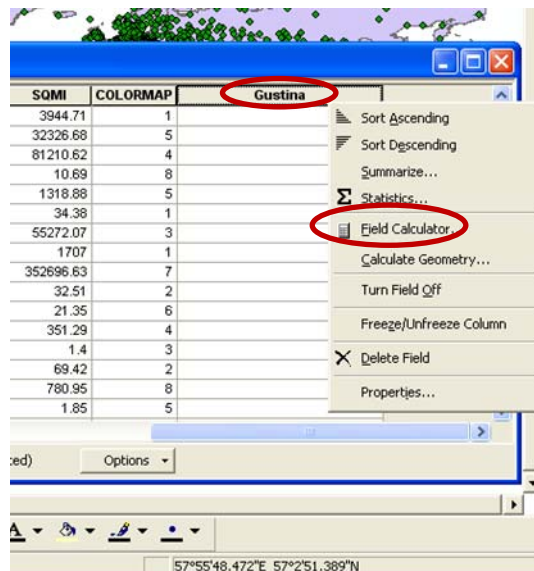 SQMI COLORMAP Gustina
3944.71 1
32326.68 5
81210.62 4
10.69 8
1318.88 5
34.38 1
55272.07 3
1707 1
352696.63 7
32.51 2
21.35 6
351.29 4
1.4 3
69.42 2
780.95 8
1.85 5
Sort Ascending
Sort Descending
Summarize...
Σ Statistics...
Field Calculator...
Calculate Geometry...
Turn Field Off
Freeze/Unfreeze Column
Delete Field
Properties...
:ed) Options
A
57°55'48.472"E 57°2'51.389"N